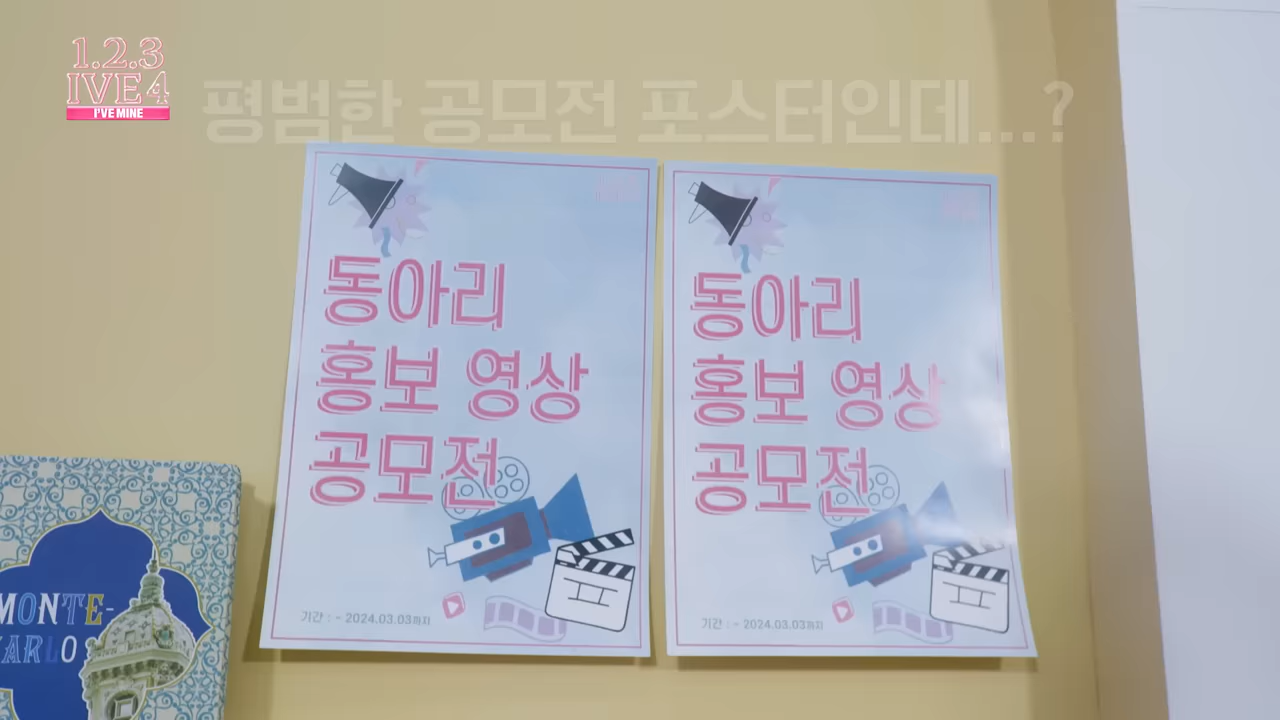 1.2.3
IVE4
I'VE MINE
평범한 공모전 포스터인데...?
동아리
홍보 영상
공모전
기간 : ~ 2024.03.03까지
동아리
홍보 영상
공모전
기간 : ~ 2024.03.03까지
MONTE-
KARLO